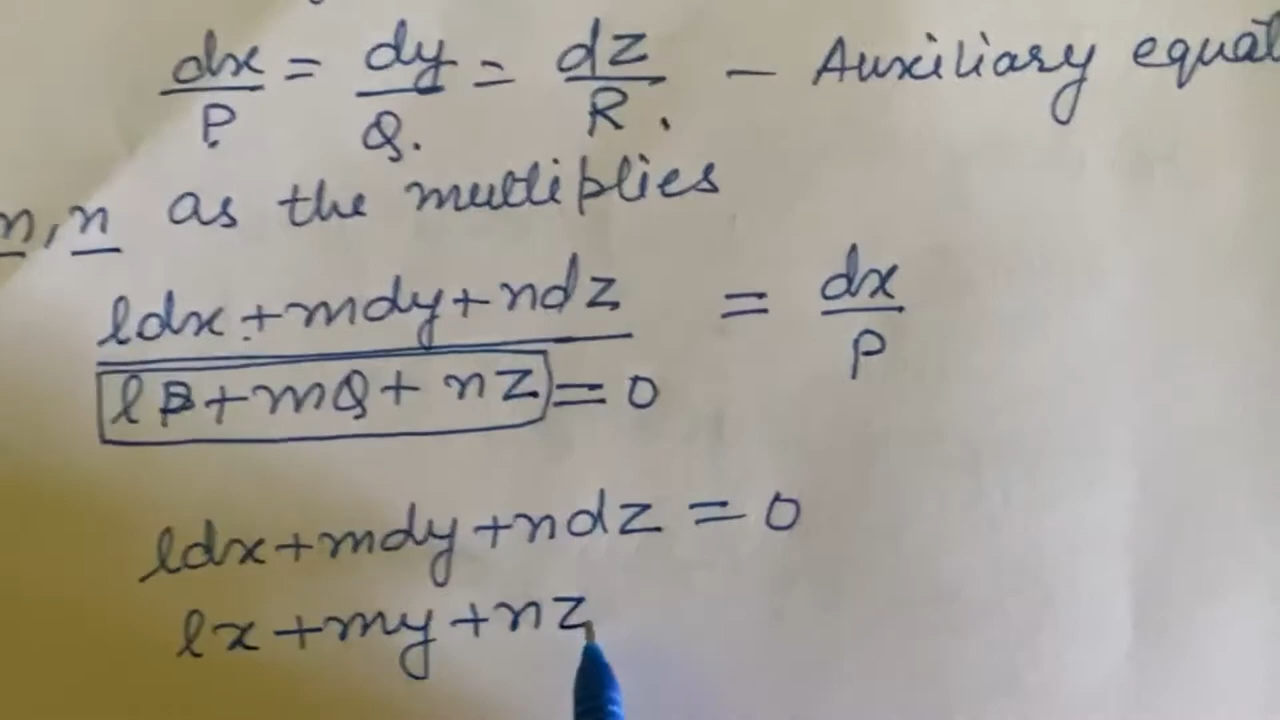 dx/P = dy/Q. = dz/R. — Auxiliary equat
m, n as the multiplies
ldx+mdy+ndz / lP+mQ+nZ = 0 = dx/P
ldx+mdy+ndz = 0
lx+my+nz